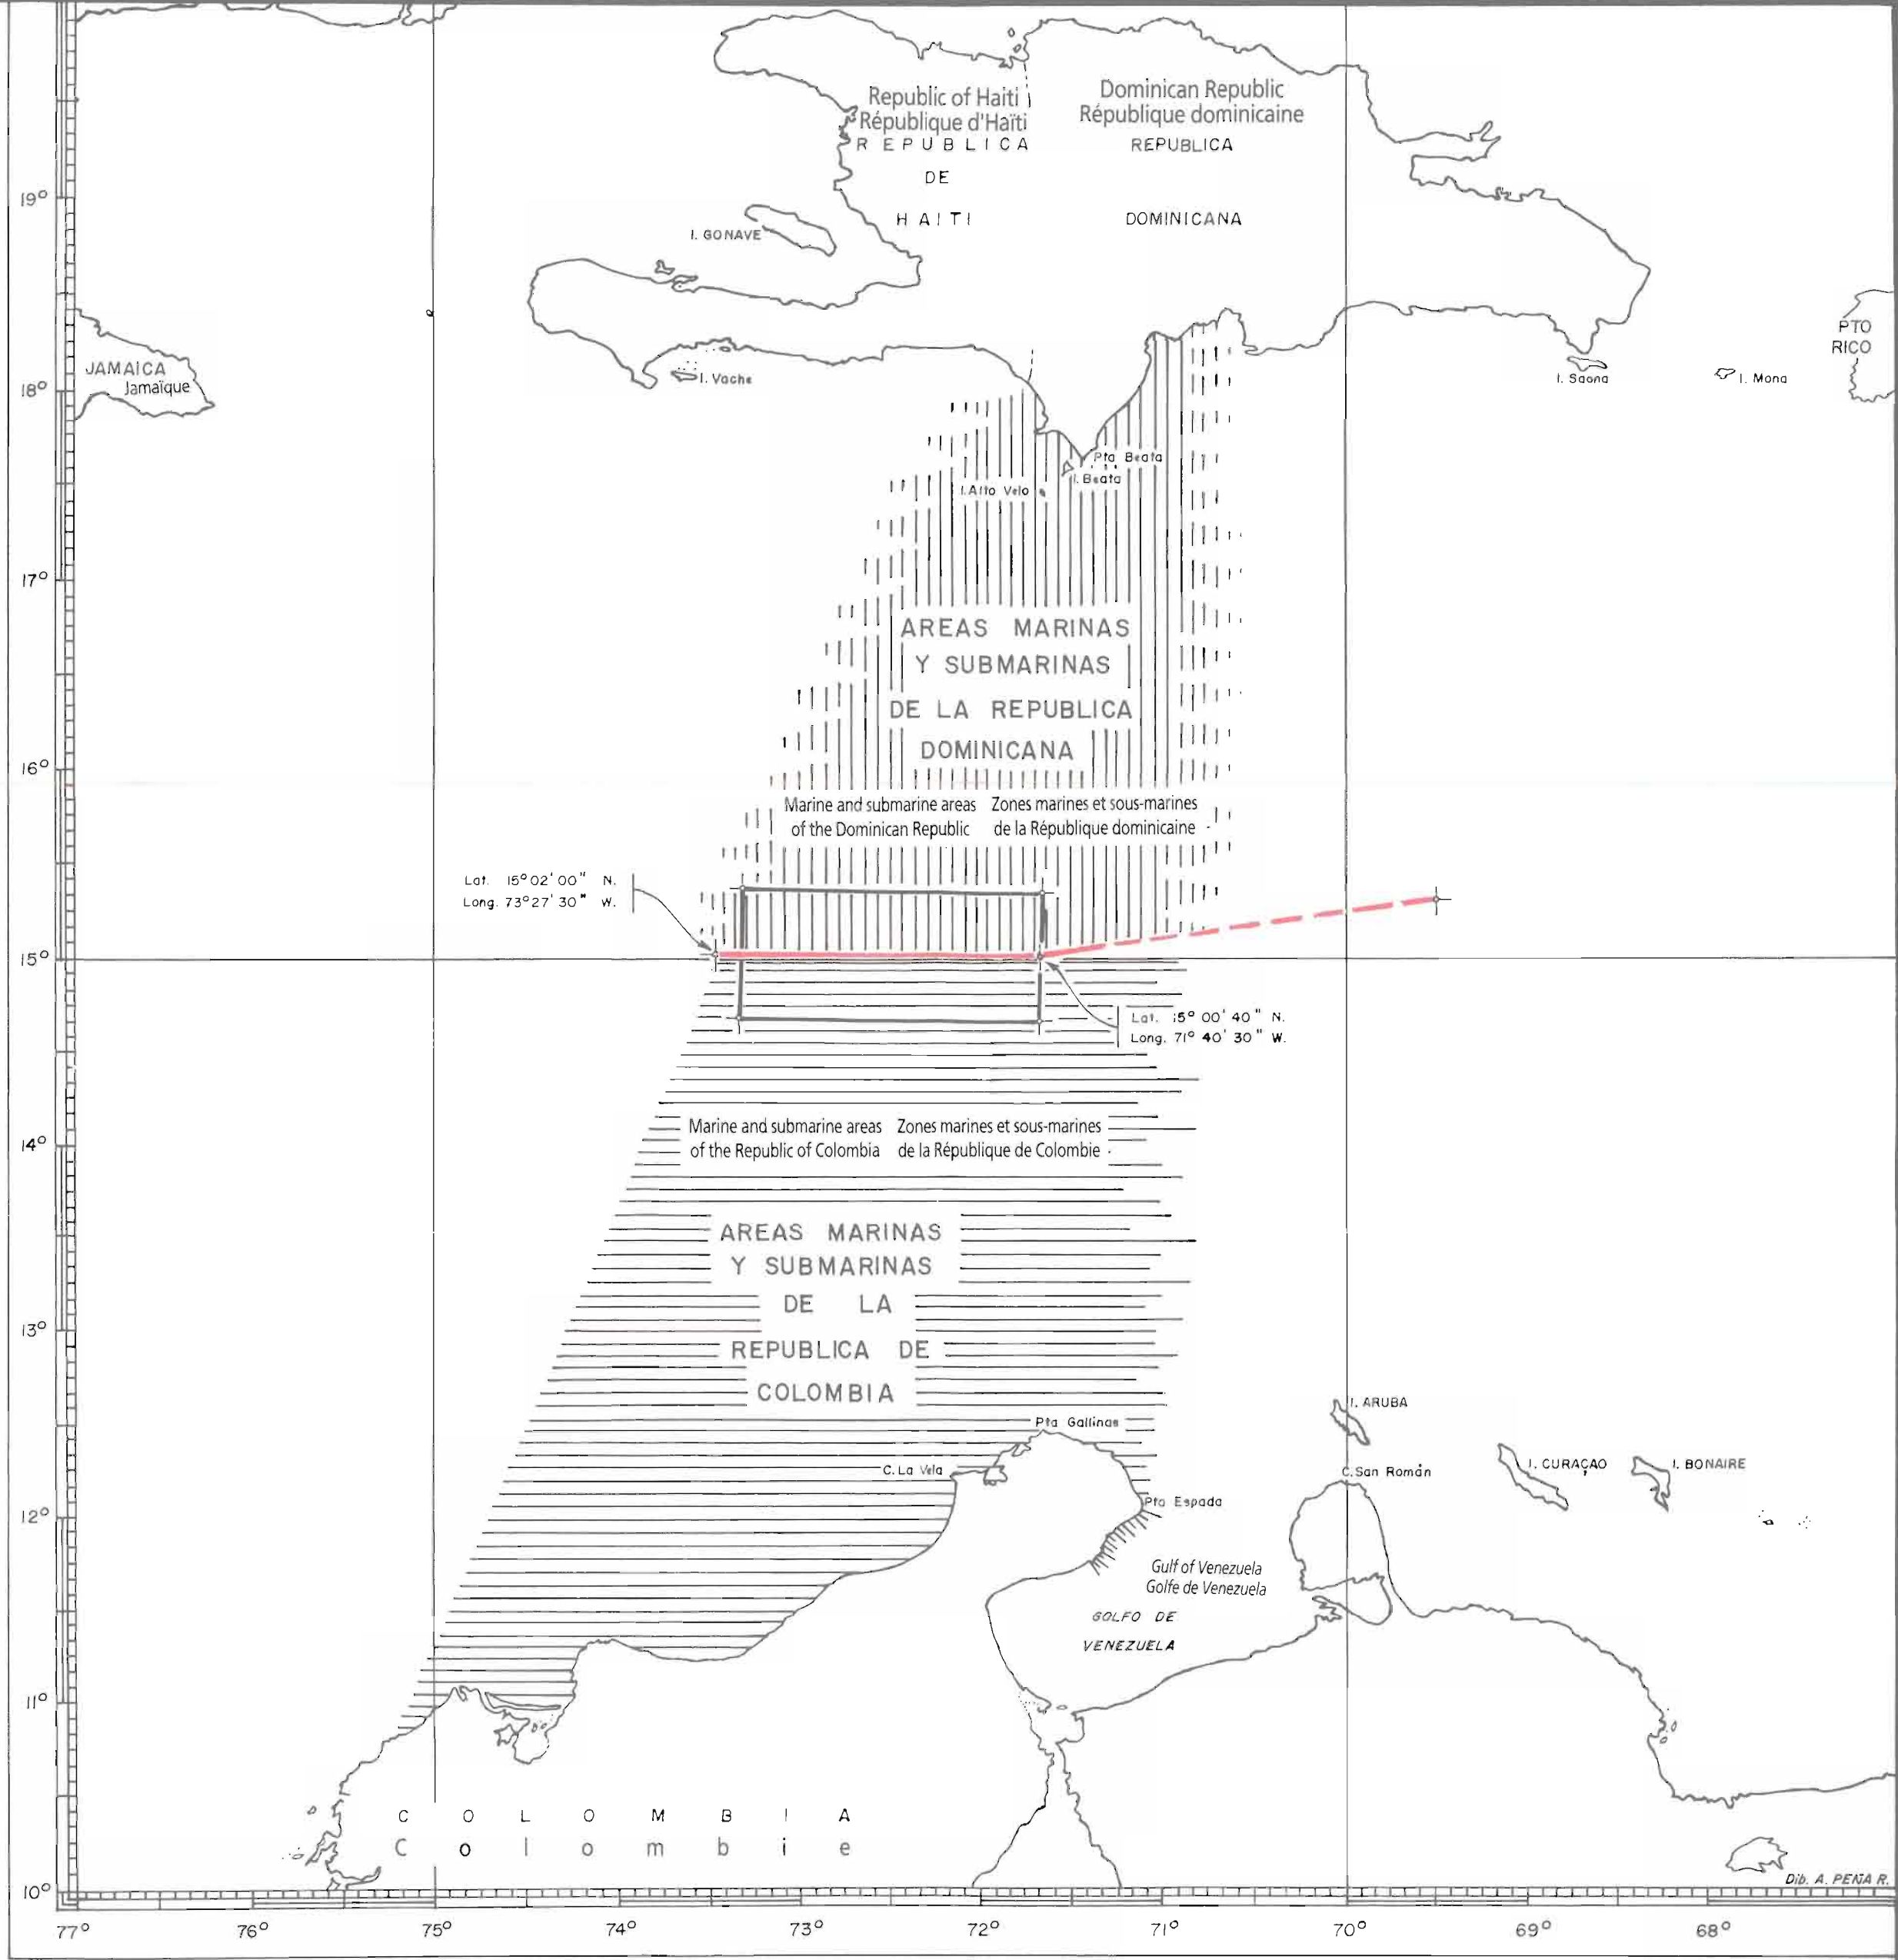 Republic of Haiti
République d'Haïti
REPUBLICA
DE
HAITI
Dominican Republic
République dominicaine
REPUBLICA
DOMINICANA
19°
I. GONAVE
JAMAICA
Jamaïque
PTO
RICO
18°
I. Vache
I. Saona
I. Mona
Pta Beata
I. Beata
I. Alto Velo
17°
AREAS MARINAS
Y SUBMARINAS
DE LA REPUBLICA
DOMINICANA
16°
Marine and submarine areas
of the Dominican Republic
Zones marines et sous-marines
de la République dominicaine
Lat. 15° 02' 00" N.
Long. 73° 27' 30" W.
15°
Lat. 15° 00' 40" N.
Long. 71° 40' 30" W.
14°
Marine and submarine areas
of the Republic of Colombia
Zones marines et sous-marines
de la République de Colombie
AREAS MARINAS
Y SUBMARINAS
DE LA
REPUBLICA DE
COLOMBIA
13°
Pta Gallinas
C. La Vela
I. ARUBA
C. San Román
I. CURAÇAO
I. BONAIRE
12°
Pta Espada
Gulf of Venezuela
Golfe de Venezuela
GOLFO DE
VENEZUELA
11°
COLOMBIA
Colombie
10°
Dib. A. PEÑA R.
77° 76° 75° 74° 73° 72° 71° 70° 69° 68°